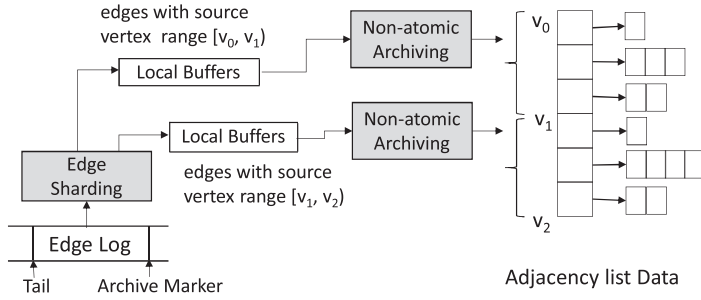 edges with source
vertex range [v0, v1)
Local Buffers
Non-atomic
Archiving
v0
Local Buffers
Non-atomic
Archiving
v1
Edge
Sharding
edges with source
vertex range [v1, v2)
v2
Edge Log
Tail
Archive Marker
Adjacency list Data